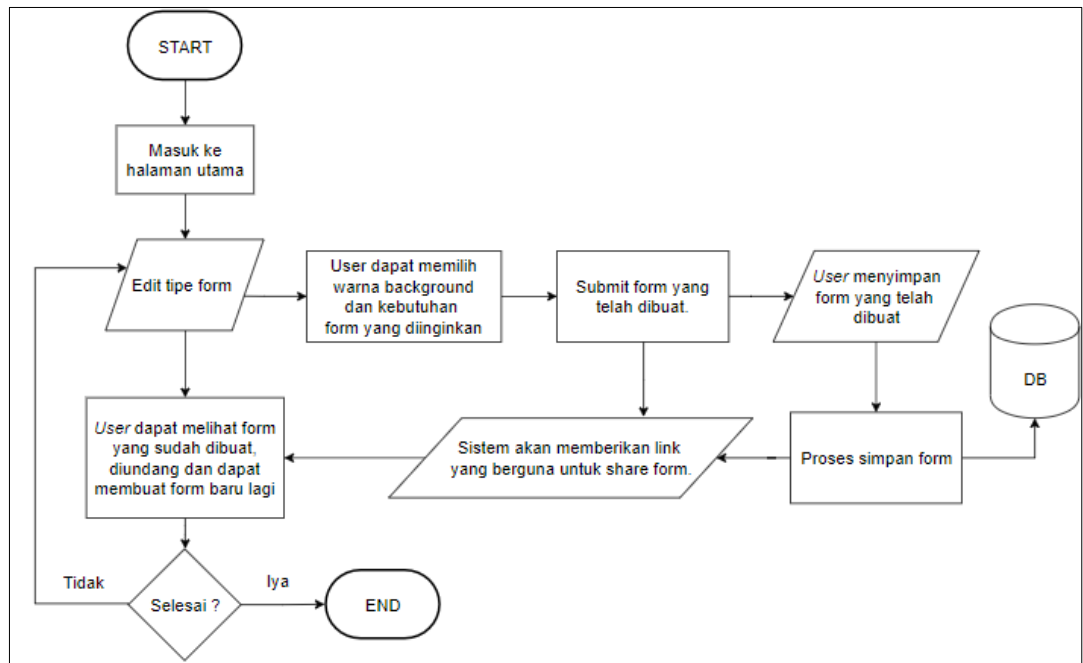 START
Masuk ke
halaman utama
Edit tipe form
User dapat memilih
warna background
dan kebutuhan
form yang diinginkan
Submit form yang
telah dibuat.
User menyimpan
form yang telah
dibuat
DB
User dapat melihat form
yang sudah dibuat,
diundang dan dapat
membuat form baru lagi
Sistem akan memberikan link
yang berguna untuk share form.
Proses simpan form
Tidak
Selesai ?
Iya
END